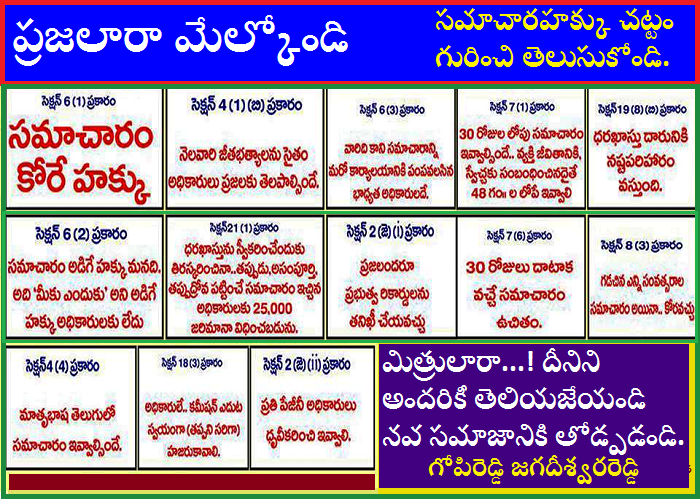 ప్రజలారా మేల్కోండి
సమాచారహక్కు చట్టం
గురించి తెలుసుకోండి.
సెక్షన్ 6 (1) ప్రకారం
సమాచారం
కోరే హక్కు
సెక్షన్ 4 (1) (బి) ప్రకారం
నెలవారి జీతభత్యాలను సైతం
అధికారులు ప్రజలకు తెలపాల్సిందే.
సెక్షన్ 6 (3) ప్రకారం
వారిది కాని సమాచారాన్ని
మరో కార్యాలయానికి పంపవలసిన
భాధ్యత అధికారులదే.
సెక్షన్ 7 (1) ప్రకారం
30 రోజుల లోపు సమాచారం
ఇవ్వాల్సిందే.. వ్యక్తి జీవితానికి,
స్వేచ్ఛకు సంబంధించినదైతే
48 గం॥ ల లోపే ఇవ్వాలి
సెక్షన్19 (8) (బి) ప్రకారం
ధరఖాస్తు దారునికి
నష్టపరిహారం
వస్తుంది.
సెక్షన్ 6 (2) ప్రకారం
సమాచారం అడిగే హక్కు మనది.
అది 'మీకు ఎందుకు' అని అడిగే
హక్కు అధికారులకు లేదు
సెక్షన్21 (1) ప్రకారం
ధరఖాస్తును స్వీకరించేందుకు
తిరస్కరించినా..తప్పుడు,అసంపూర్తి,
తప్పుద్రోవ పట్టించే సమాచారం ఇచ్చిన
అధికారులకు 25,000
జరిమానా విధించబడును.
సెక్షన్ 2 (జె) (i) ప్రకారం
ప్రజలందరూ
ప్రభుత్వ రికార్డులను
తనిఖీ చేయవచ్చు
సెక్షన్ 7 (6) ప్రకారం
30 రోజులు దాటాక
వచ్చే సమాచారం
ఉచితం.
సెక్షన్ 8 (3) ప్రకారం
గడచిన ఎన్ని సంవత్సరాల
సమాచారం అయినా.. కోరవచ్చు
సెక్షన్4 (4) ప్రకారం
మాతృభాష తెలుగులో
సమాచారం ఇవ్వాల్సిందే.
సెక్షన్ 18 (3) ప్రకారం
అధికారులే.. కమీషన్ ఎదుట
స్వయంగా (తప్పని సరిగా)
హజరుకావాలి.
సెక్షన్ 2 (జె) (ii) ప్రకారం
ప్రతి పేజీనీ అధికారులు
ధృవీకరించి ఇవ్వాలి.
మిత్రులారా...! దీనిని
అందరికీ తెలియజేయండి
నవ సమాజానికి తోడ్పడండి.
గోపిరెడ్డి జగదీశ్వరరెడ్డి